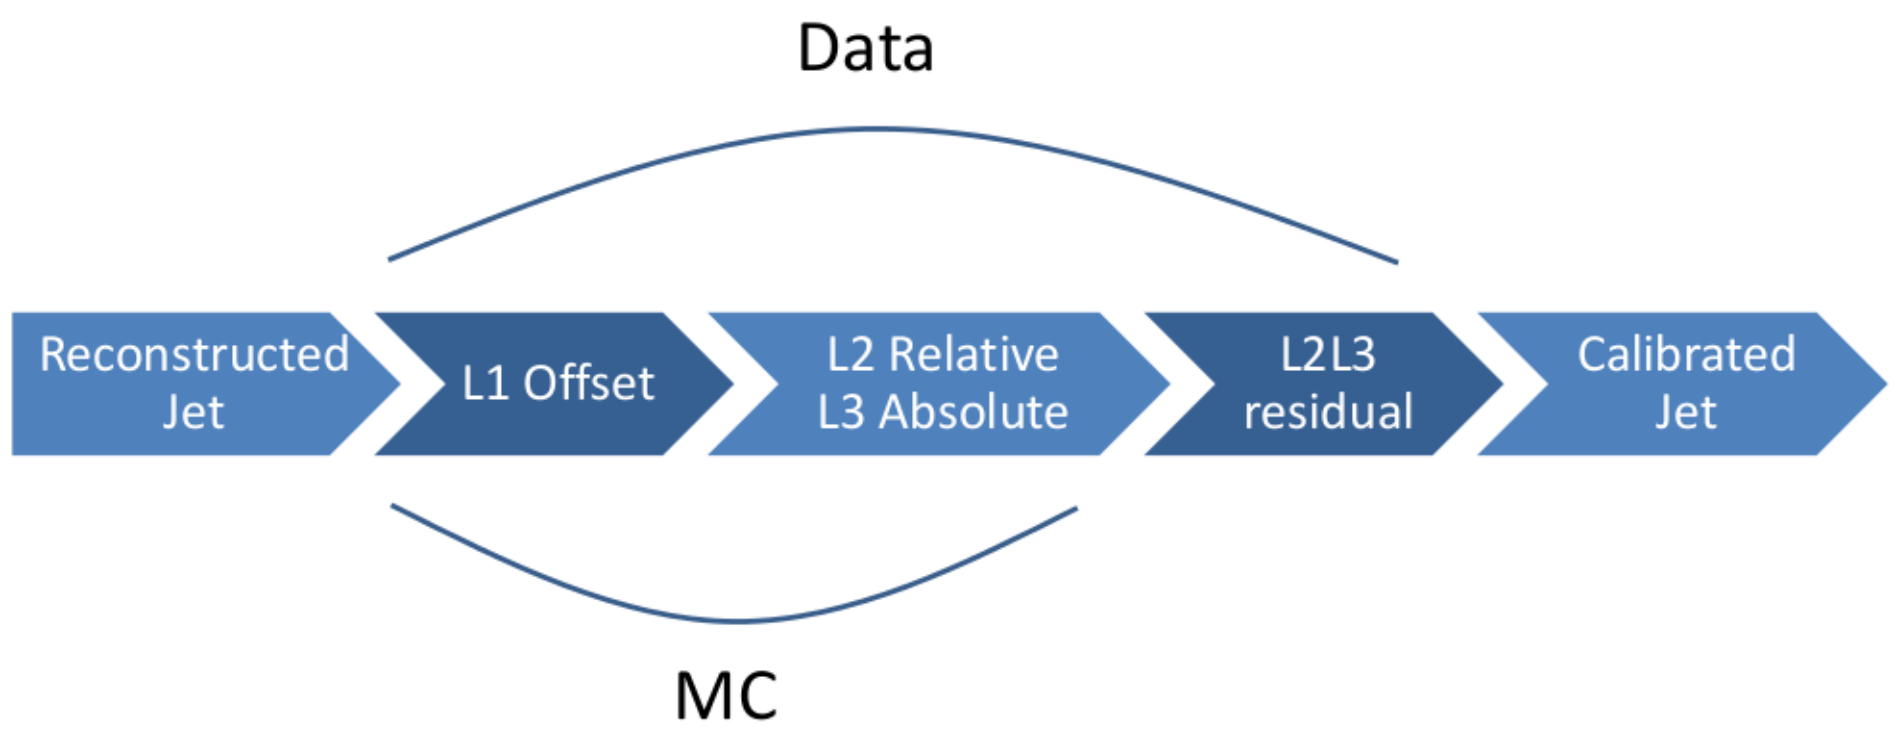 Data
Reconstructed
Jet
L1 Offset
L2 Relative
L3 Absolute
L2L3
residual
Calibrated
Jet
MC